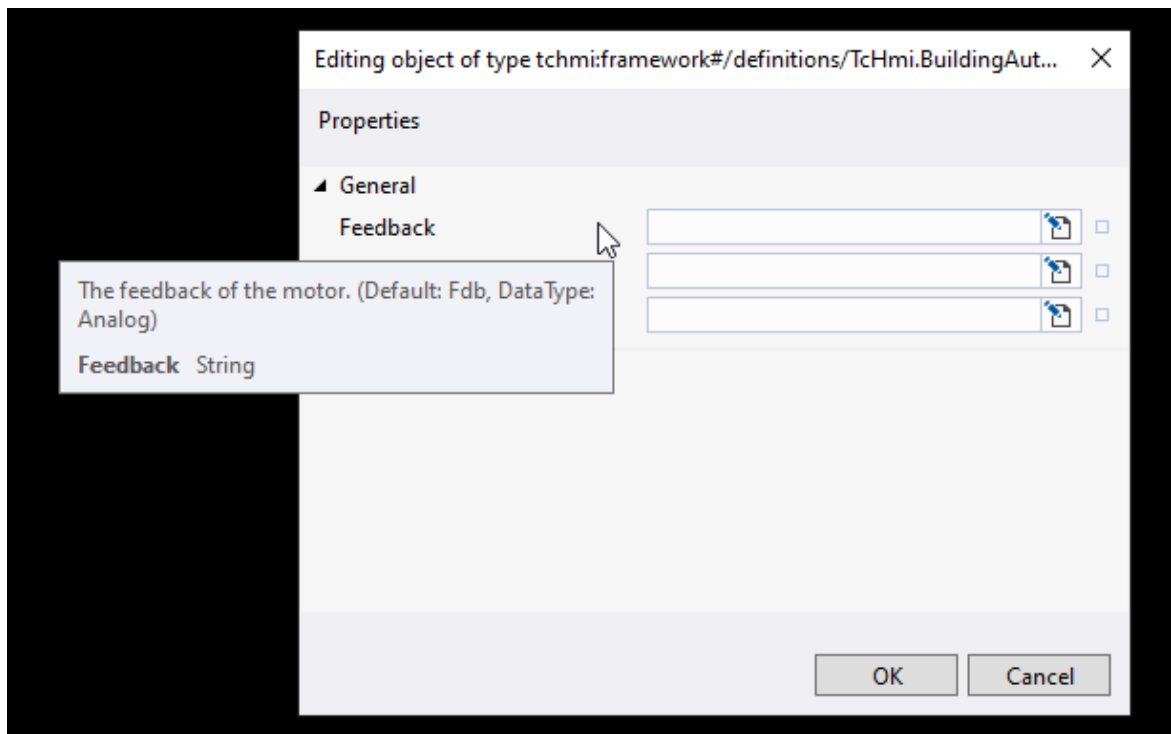 Editing object of type tchmi:framework#/definitions/TcHmi.BuildingAut...
Properties
General
Feedback
The feedback of the motor. (Default: Fdb, DataType:
Analog)
Feedback String
OK Cancel